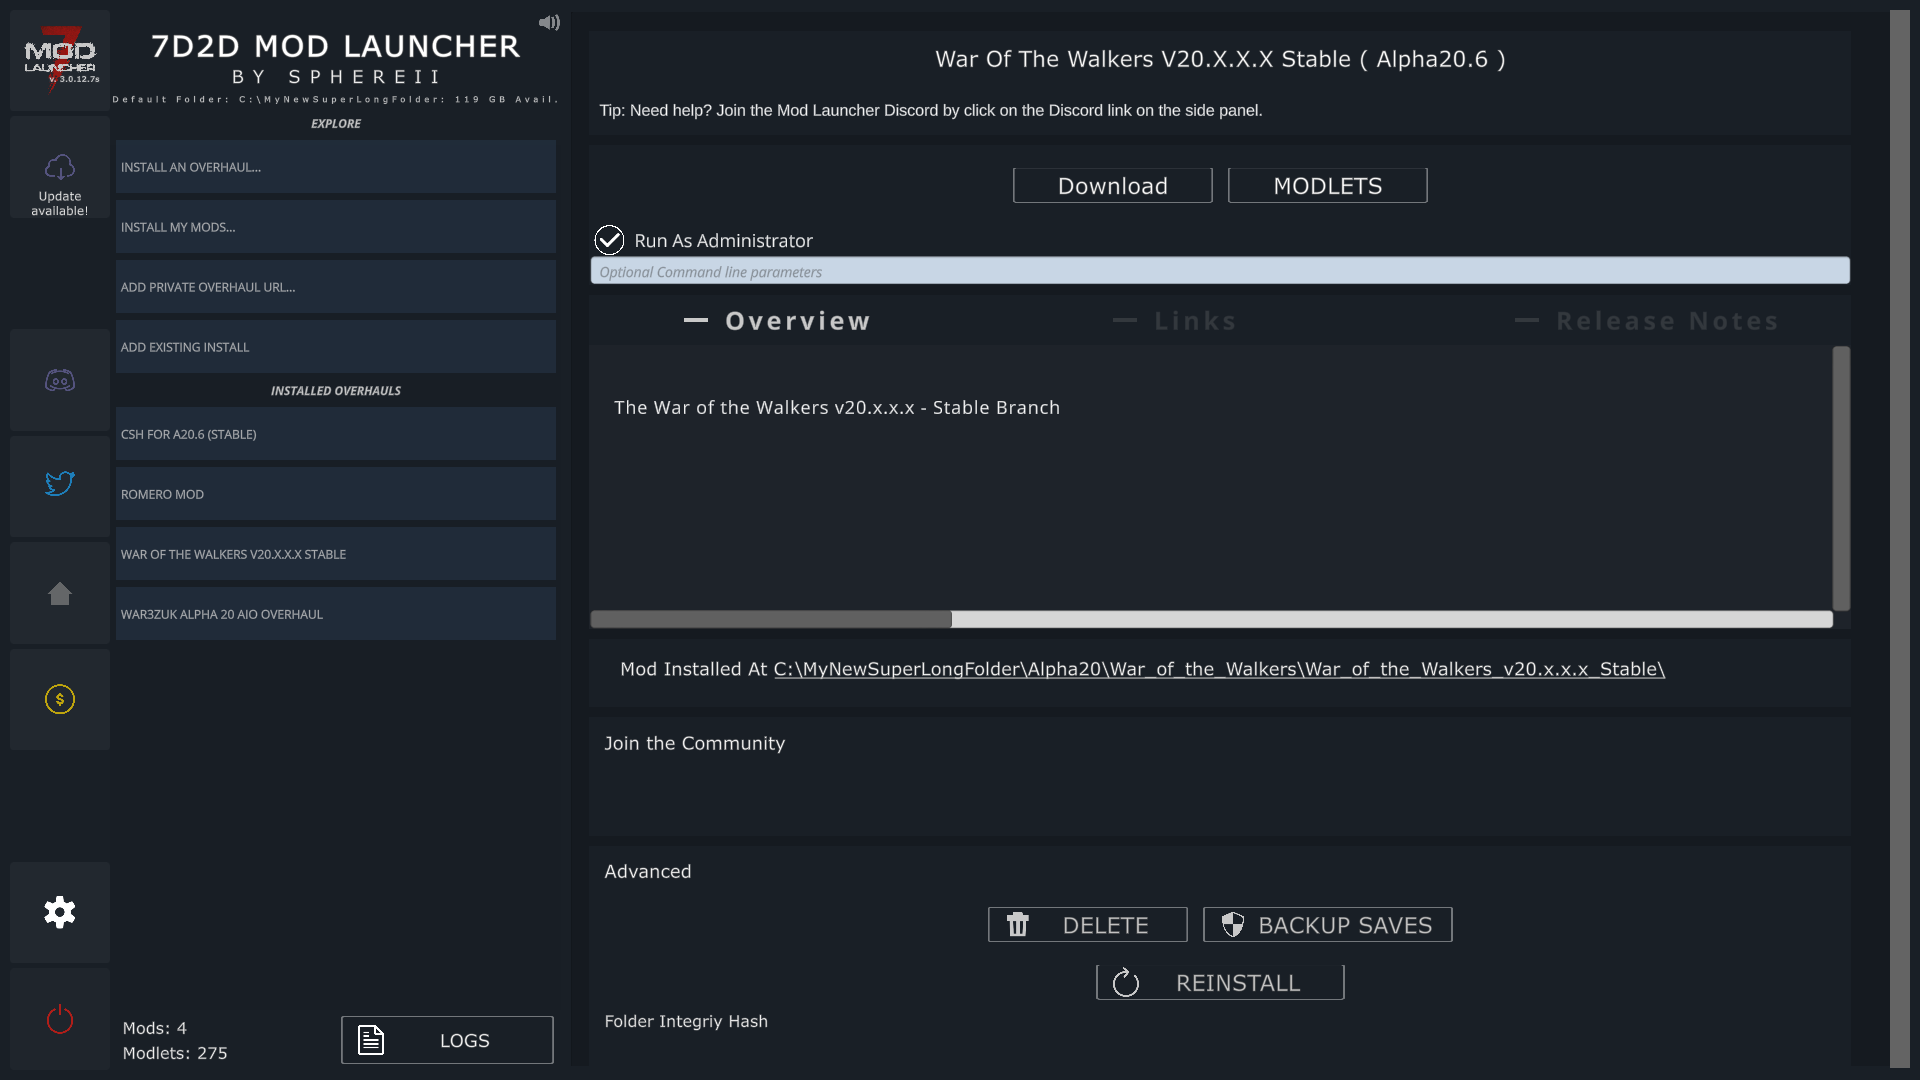 MOD
LAUNCHER
v. 3.0.12.7s
7D2D MOD LAUNCHER
BY SPHEREII
Default Folder: C:\MyNewSuperLongFolder: 119 GB Avail.
Update
available!
EXPLORE
INSTALL AN OVERHAUL...
INSTALL MY MODS...
ADD PRIVATE OVERHAUL URL...
ADD EXISTING INSTALL
INSTALLED OVERHAULS
CSH FOR A20.6 (STABLE)
ROMERO MOD
WAR OF THE WALKERS V20.X.X.X STABLE
WAR3ZUK ALPHA 20 AIO OVERHAUL
Mods: 4
Modlets: 275
LOGS
War Of The Walkers V20.X.X.X Stable ( Alpha20.6 )
Tip: Need help? Join the Mod Launcher Discord by click on the Discord link on the side panel.
Download
MODLETS
Run As Administrator
Optional Command line parameters
Overview
Links
Release Notes
The War of the Walkers v20.x.x.x - Stable Branch
Mod Installed At C:\MyNewSuperLongFolder\Alpha20\War_of_the_Walkers\War_of_the_Walkers_v20.x.x.x_Stable\
Join the Community
Advanced
DELETE
BACKUP SAVES
REINSTALL
Folder Integriy Hash